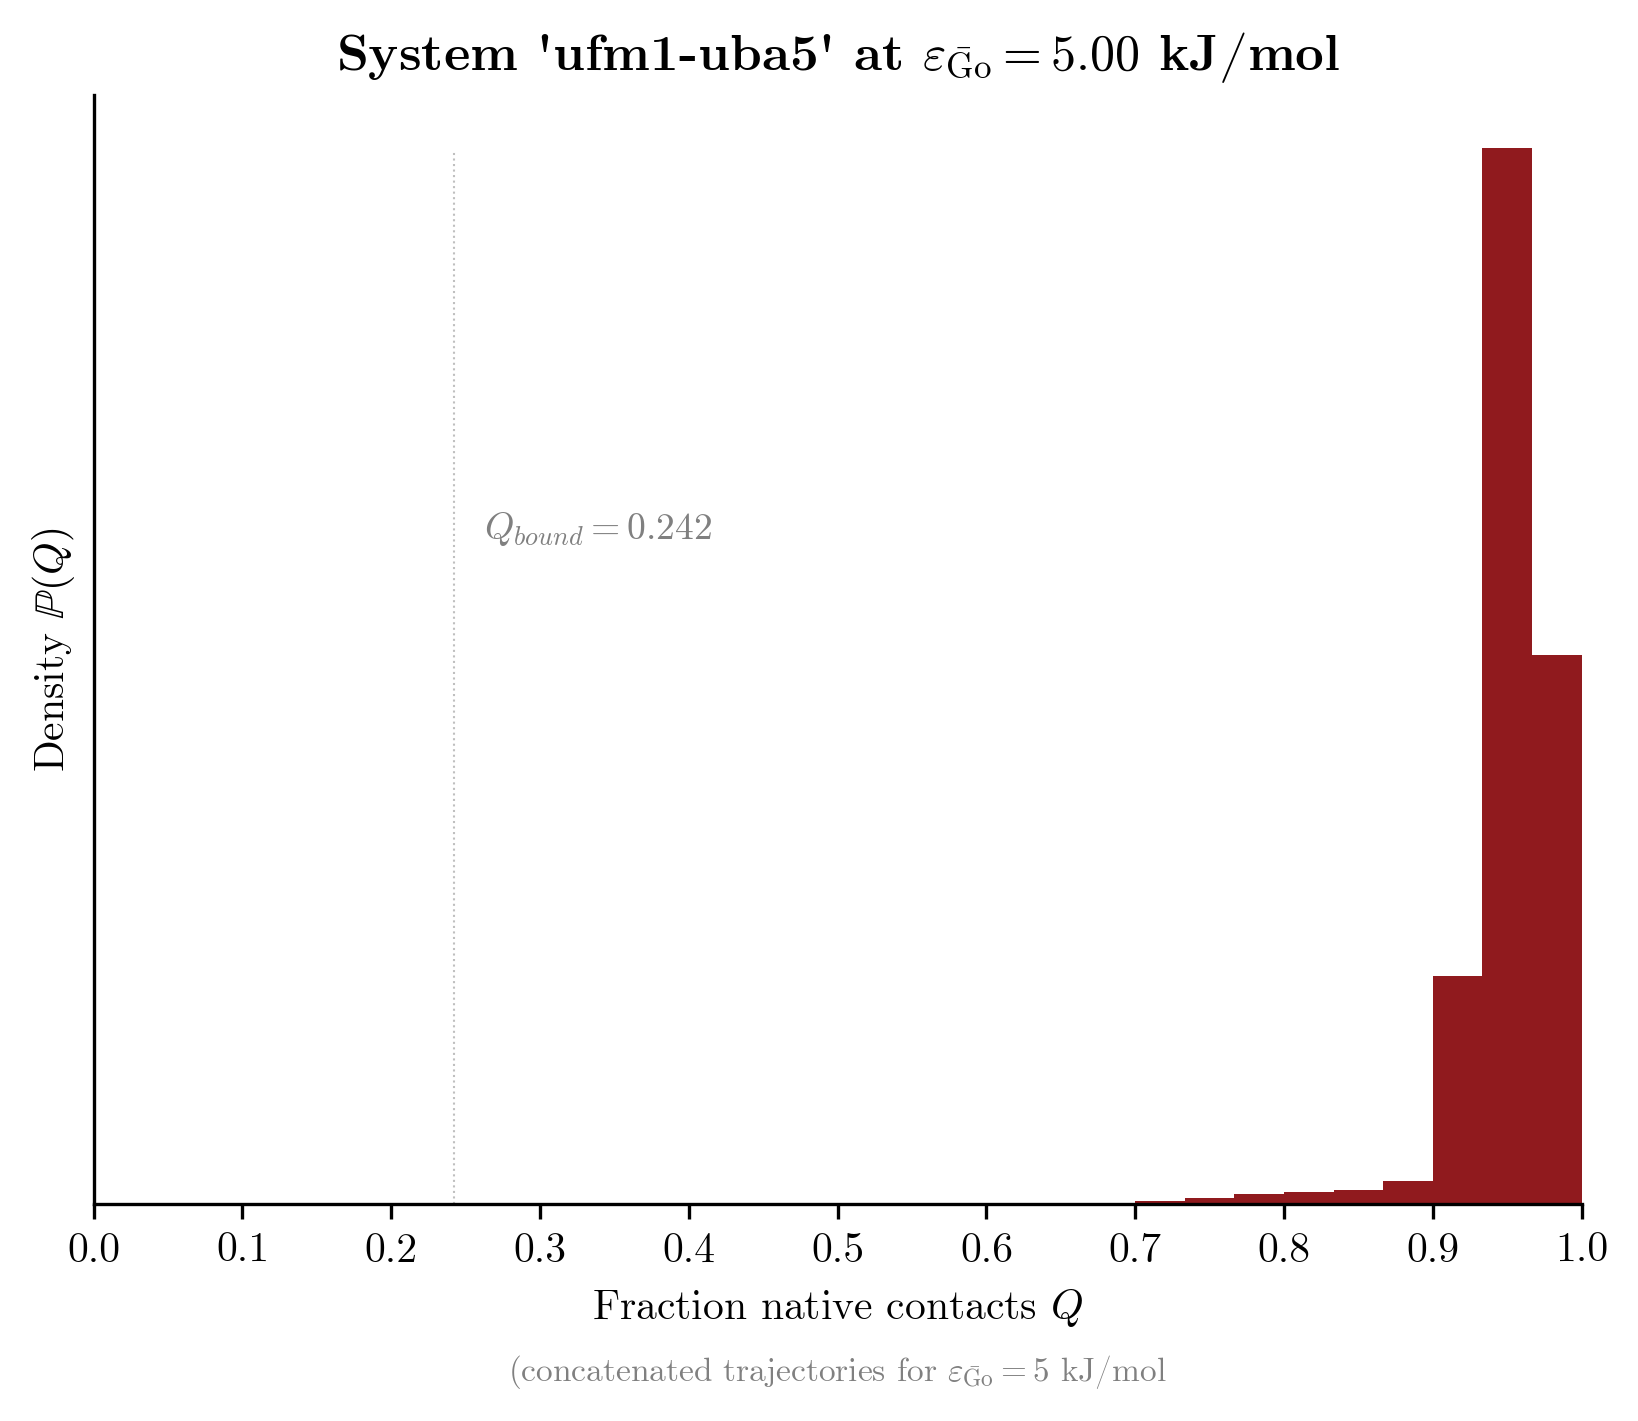 System 'ufm1-uba5' at ε_Ḡo = 5.00 kJ/mol
Density ℙ(Q)
Q_bound = 0.242
0.0 0.1 0.2 0.3 0.4 0.5 0.6 0.7 0.8 0.9 1.0
Fraction native contacts Q
(concatenated trajectories for ε_Ḡo = 5 kJ/mol